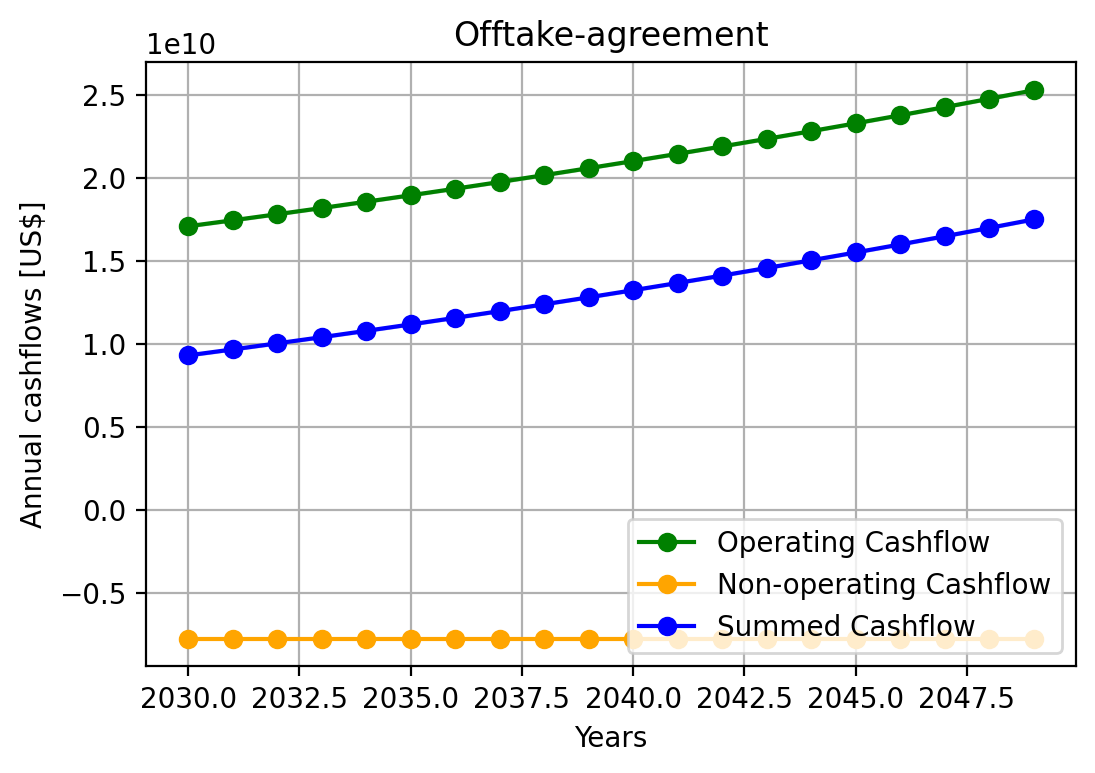 Offtake-agreement
1e10
2.5
2.0
1.5
1.0
0.5
0.0
−0.5
Annual cashflows [US$]
Operating Cashflow
Non-operating Cashflow
Summed Cashflow
2030.0 2032.5 2035.0 2037.5 2040.0 2042.5 2045.0 2047.5
Years